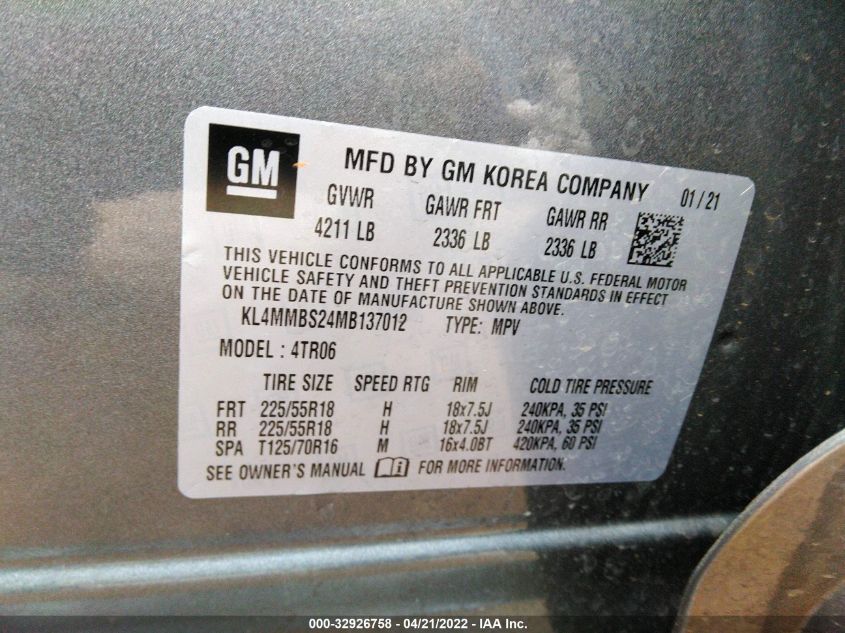 GM
MFD BY GM KOREA COMPANY 01/21
GVWR GAWR FRT GAWR RR
4211 LB 2336 LB 2336 LB
THIS VEHICLE CONFORMS TO ALL APPLICABLE U.S. FEDERAL MOTOR
VEHICLE SAFETY AND THEFT PREVENTION STANDARDS IN EFFECT
ON THE DATE OF MANUFACTURE SHOWN ABOVE.
KL4MMBS24MB137012 TYPE: MPV
MODEL : 4TR06
TIRE SIZE SPEED RTG RIM COLD TIRE PRESSURE
FRT 225/55R18 H 18x7.5J 240KPA, 35 PSI
RR 225/55R18 H 18x7.5J 240KPA, 35 PSI
SPA T125/70R16 M 16x4.0BT 420KPA, 60 PSI
SEE OWNER'S MANUAL i FOR MORE INFORMATION.
000-32926758 - 04/21/2022 - IAA Inc.